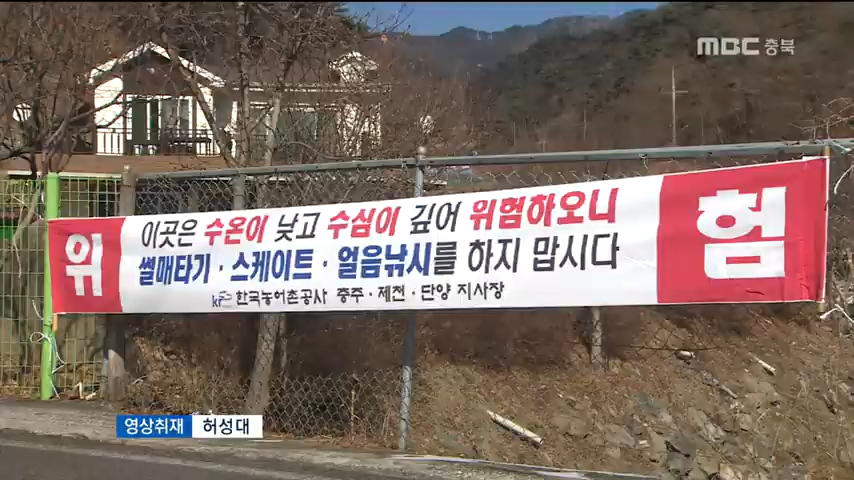 MBC 충북
위험
이곳은 수온이 낮고 수심이 깊어 위험하오니
썰매타기 · 스케이트 · 얼음낚시를 하지 맙시다
한국농어촌공사 충주 · 제천 · 단양 지사장
영상취재 허성대